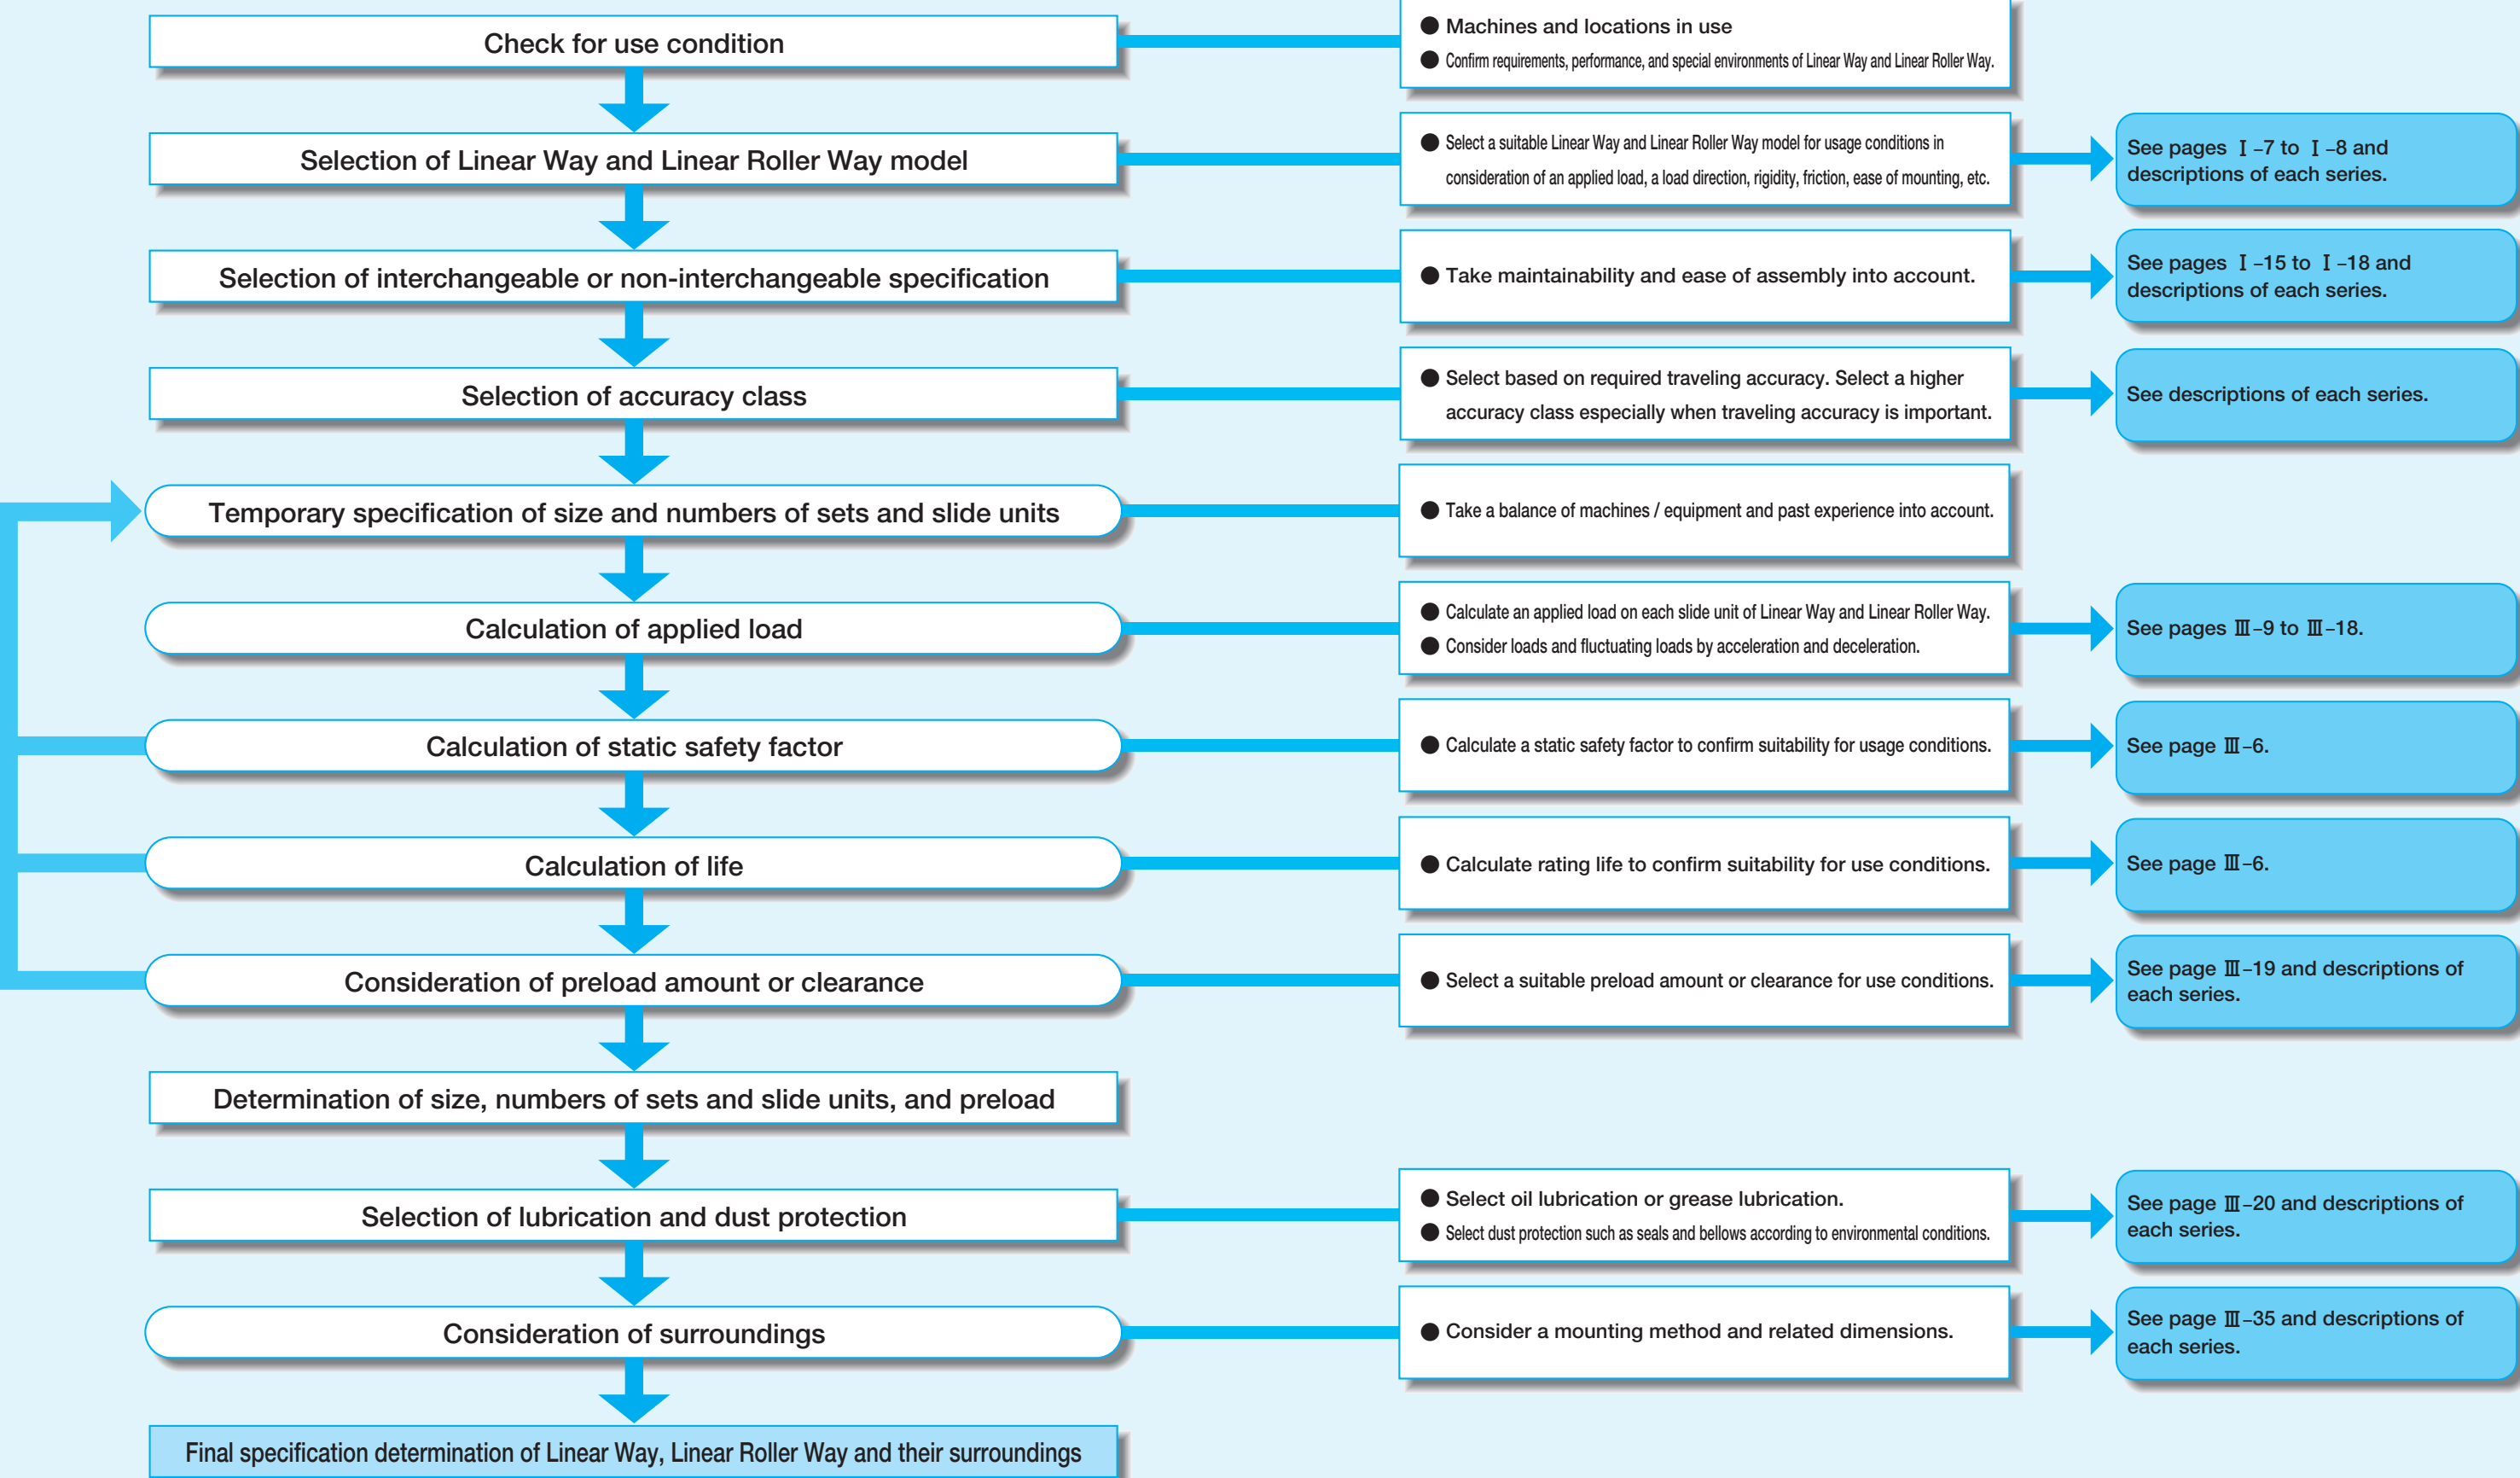 Check for use condition
● Machines and locations in use
● Confirm requirements, performance, and special environments of Linear Way and Linear Roller Way.
Selection of Linear Way and Linear Roller Way model
● Select a suitable Linear Way and Linear Roller Way model for usage conditions in
consideration of an applied load, a load direction, rigidity, friction, ease of mounting, etc.
See pages Ⅰ–7 to Ⅰ–8 and
descriptions of each series.
Selection of interchangeable or non-interchangeable specification
● Take maintainability and ease of assembly into account.
See pages Ⅰ–15 to Ⅰ–18 and
descriptions of each series.
Selection of accuracy class
● Select based on required traveling accuracy. Select a higher
accuracy class especially when traveling accuracy is important.
See descriptions of each series.
Temporary specification of size and numbers of sets and slide units
● Take a balance of machines / equipment and past experience into account.
Calculation of applied load
● Calculate an applied load on each slide unit of Linear Way and Linear Roller Way.
● Consider loads and fluctuating loads by acceleration and deceleration.
See pages Ⅲ–9 to Ⅲ–18.
Calculation of static safety factor
● Calculate a static safety factor to confirm suitability for usage conditions.
See page Ⅲ–6.
Calculation of life
● Calculate rating life to confirm suitability for use conditions.
See page Ⅲ–6.
Consideration of preload amount or clearance
● Select a suitable preload amount or clearance for use conditions.
See page Ⅲ–19 and descriptions of
each series.
Determination of size, numbers of sets and slide units, and preload
Selection of lubrication and dust protection
● Select oil lubrication or grease lubrication.
● Select dust protection such as seals and bellows according to environmental conditions.
See page Ⅲ–20 and descriptions of
each series.
Consideration of surroundings
● Consider a mounting method and related dimensions.
See page Ⅲ–35 and descriptions of
each series.
Final specification determination of Linear Way, Linear Roller Way and their surroundings